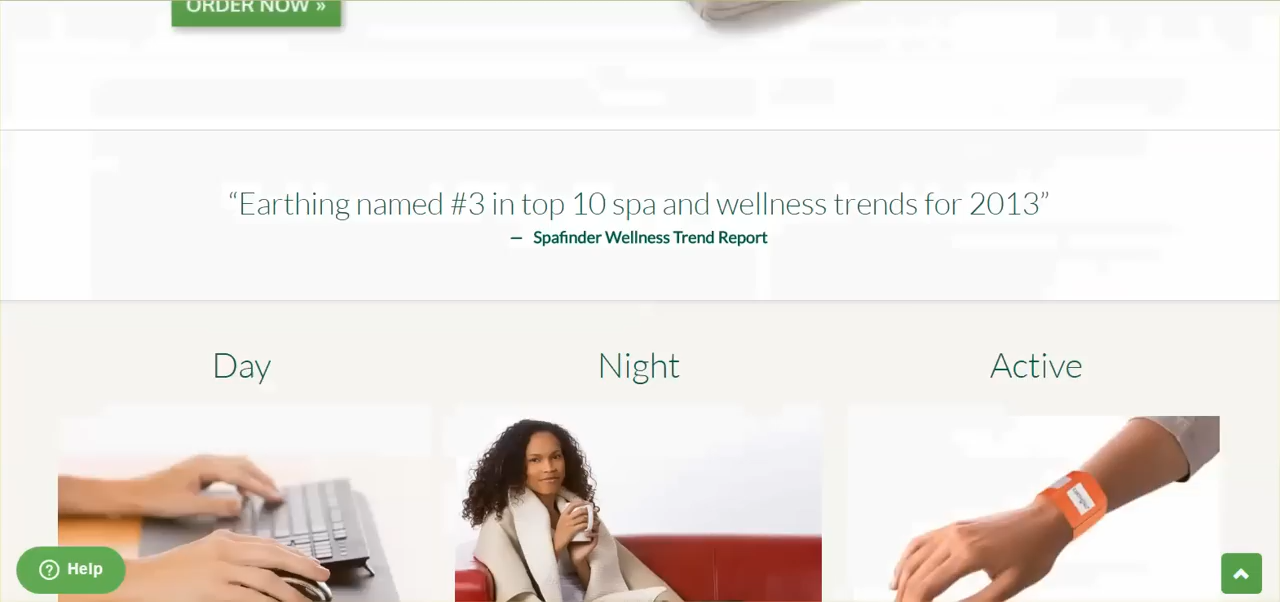 ORDER NOW »
“Earthing named #3 in top 10 spa and wellness trends for 2013”
— Spafinder Wellness Trend Report
Day
Night
Active
Help